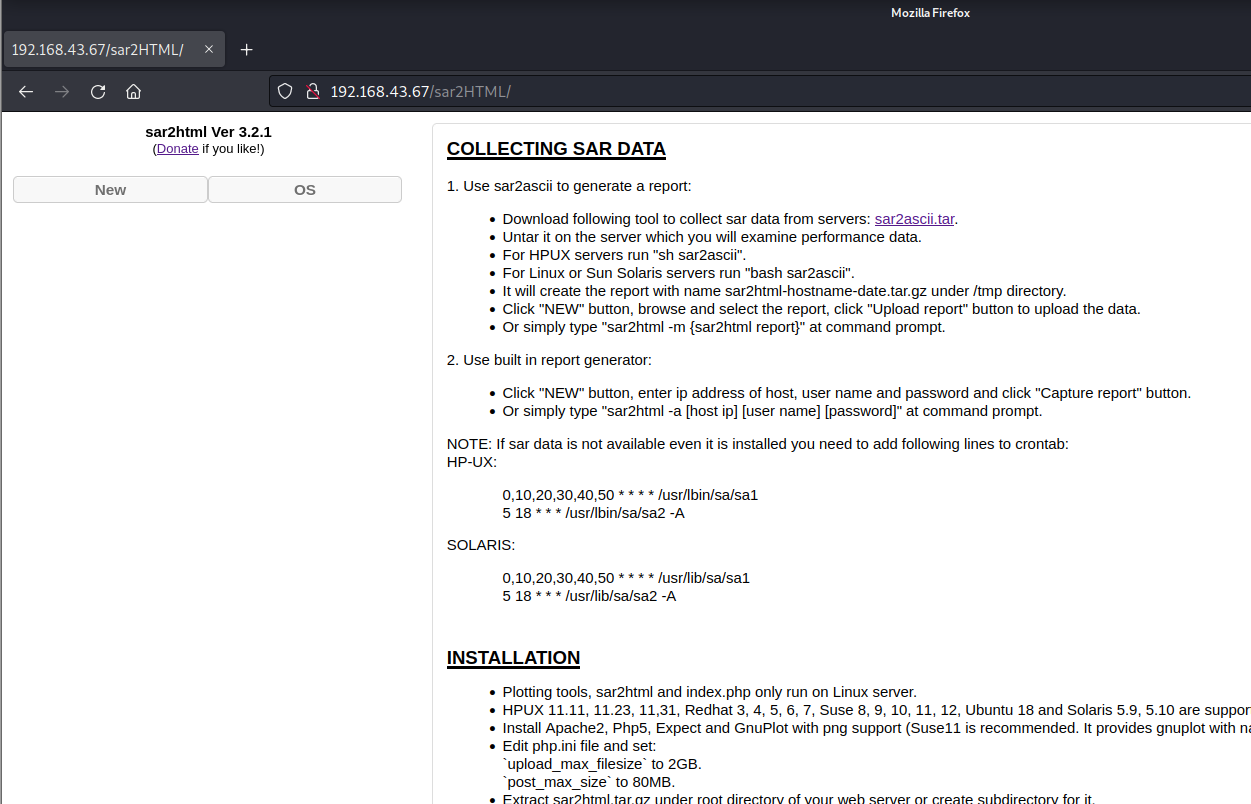 Mozilla Firefox
192.168.43.67/sar2HTML/
192.168.43.67/sar2HTML/
sar2html Ver 3.2.1
(Donate if you like!)
New
OS
COLLECTING SAR DATA
1. Use sar2ascii to generate a report:
Download following tool to collect sar data from servers: sar2ascii.tar.
Untar it on the server which you will examine performance data.
For HPUX servers run "sh sar2ascii".
For Linux or Sun Solaris servers run "bash sar2ascii".
It will create the report with name sar2html-hostname-date.tar.gz under /tmp directory.
Click "NEW" button, browse and select the report, click "Upload report" button to upload the data.
Or simply type "sar2html -m {sar2html report}" at command prompt.
2. Use built in report generator:
Click "NEW" button, enter ip address of host, user name and password and click "Capture report" button.
Or simply type "sar2html -a [host ip] [user name] [password]" at command prompt.
NOTE: If sar data is not available even it is installed you need to add following lines to crontab:
HP-UX:
0,10,20,30,40,50 * * * * /usr/lbin/sa/sa1
5 18 * * * /usr/lbin/sa/sa2 -A
SOLARIS:
0,10,20,30,40,50 * * * * /usr/lib/sa/sa1
5 18 * * * /usr/lib/sa/sa2 -A
INSTALLATION
Plotting tools, sar2html and index.php only run on Linux server.
HPUX 11.11, 11.23, 11,31, Redhat 3, 4, 5, 6, 7, Suse 8, 9, 10, 11, 12, Ubuntu 18 and Solaris 5.9, 5.10 are suppor
Install Apache2, Php5, Expect and GnuPlot with png support (Suse11 is recommended. It provides gnuplot with na
Edit php.ini file and set:
`upload_max_filesize` to 2GB.
`post_max_size` to 80MB.
Extract sar2html.tar.gz under root directory of your web server or create subdirectory for it.